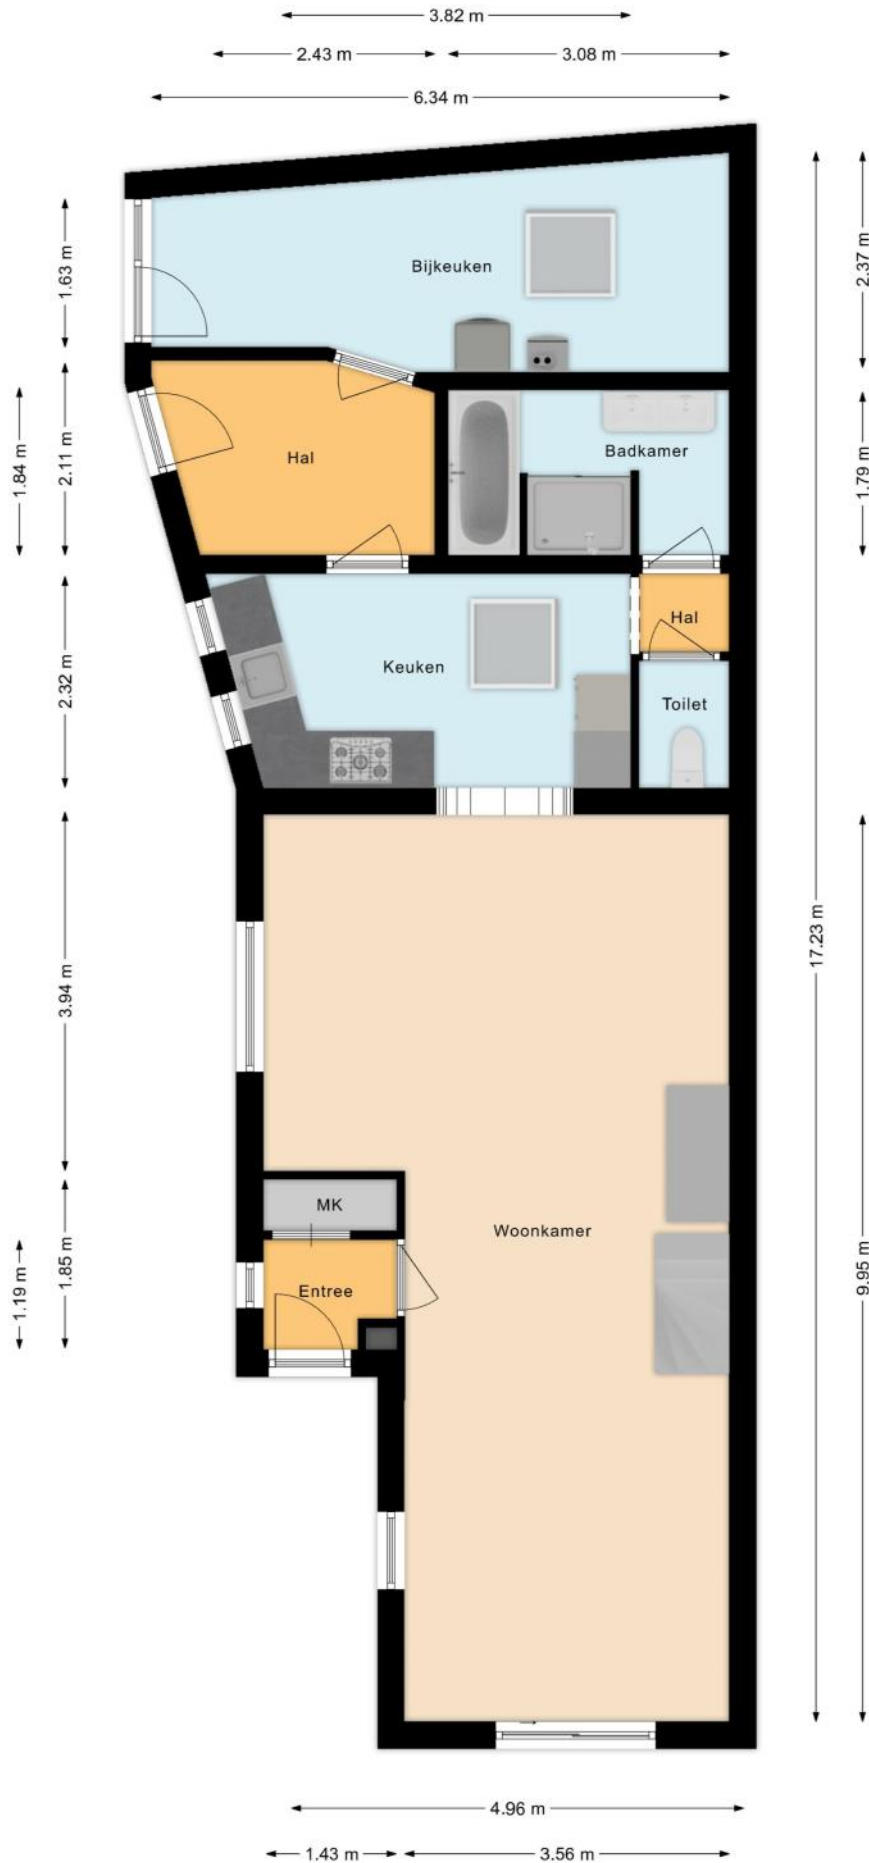 3.82 m
2.43 m
3.08 m
6.34 m
1.63 m
2.37 m
Bijkeuken
1.84 m
2.11 m
Hal
Badkamer
1.79 m
2.32 m
Keuken
Hal
Toilet
17.23 m
3.94 m
MK
Woonkamer
1.19 m
1.85 m
Entree
9.95 m
4.96 m
1.43 m
3.56 m